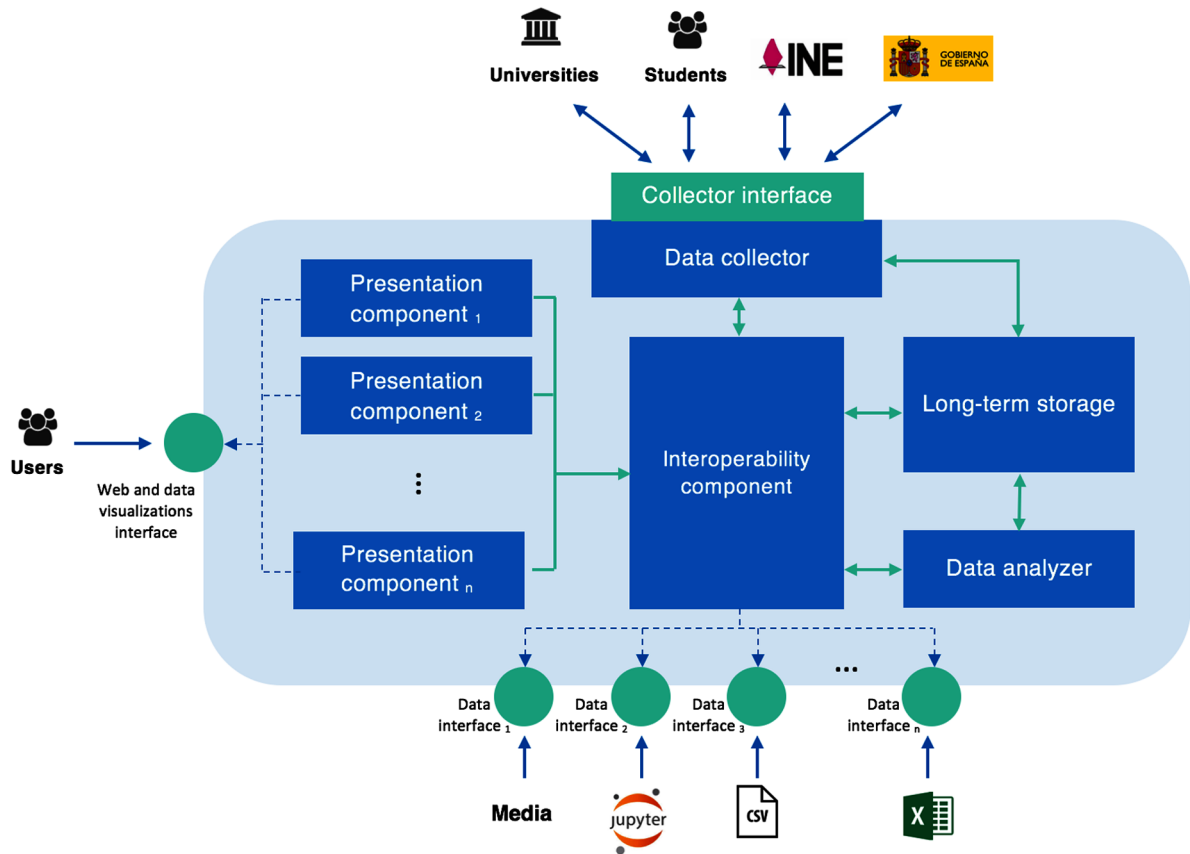 Universities
Students
INE
GOBIERNO
DE ESPAÑA
Collector interface
Data collector
Presentation
component 1
Presentation
component 2
⋮
Presentation
component n
Interoperability
component
Long-term storage
Data analyzer
Users
Web and data
visualizations
interface
...
Data
interface 1
Data
interface 2
Data
interface 3
Data
interface n
Media
jupyter
CSV
X